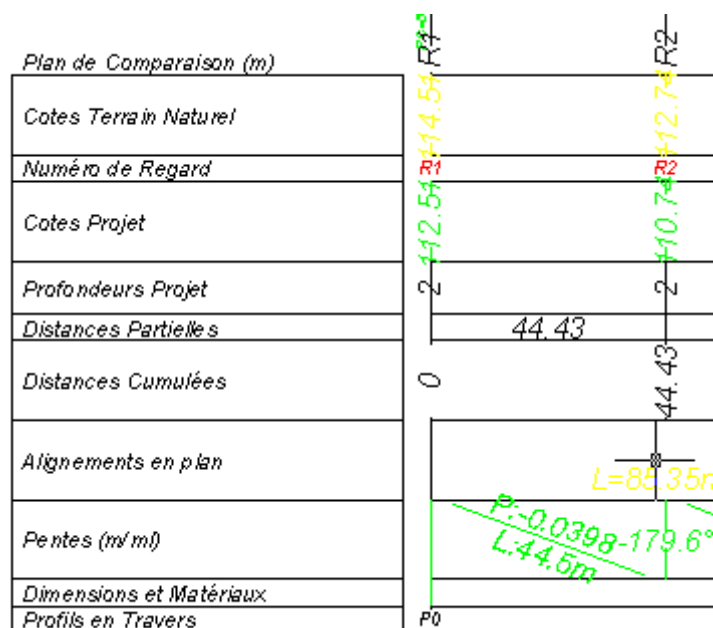 R1 R2
Plan de Comparaison (m)
Cotes Terrain Naturel 114.51 112.74
Numéro de Regard R1 R2
Cotes Projet 112.51 110.74
Profondeurs Projet 2 2
Distances Partielles 44.43
Distances Cumulées 0 44.43
Alignements en plan L=85.35m
Pentes (m/ml) P:-0.0398 -179.6°
L:44.5m
Dimensions et Matériaux
Profils en Travers P0